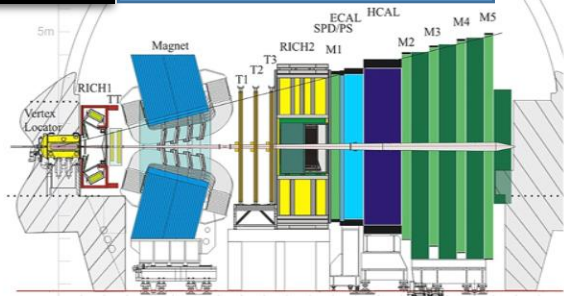 5m
Magnet
Vertex
Locator
RICH1
TT
T1
T2
T3
RICH2
SPD/PS
ECAL
HCAL
M1
M2
M3
M4
M5